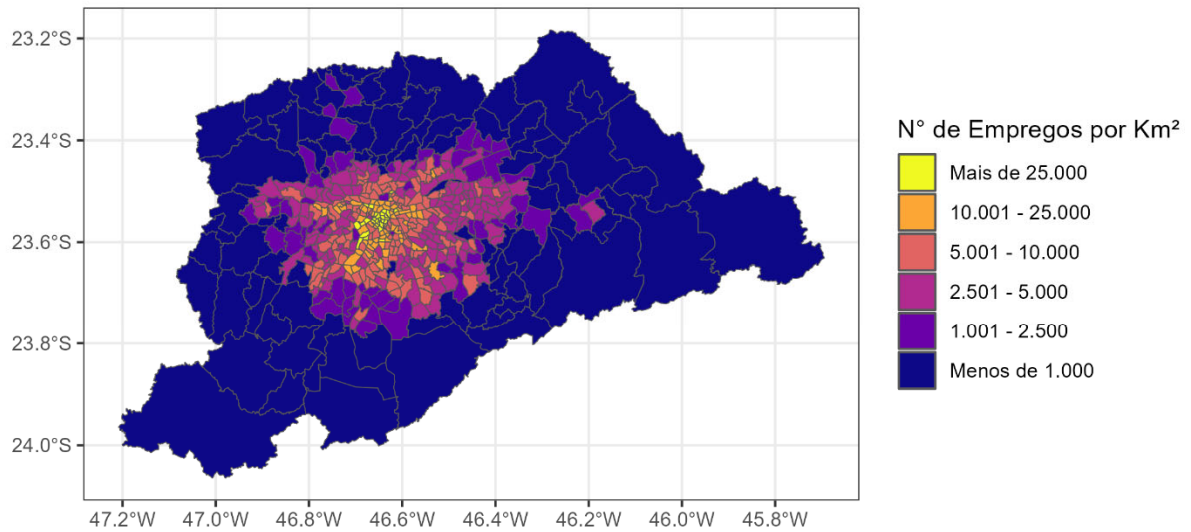 23.2°S
23.4°S
23.6°S
23.8°S
24.0°S
47.2°W 47.0°W 46.8°W 46.6°W 46.4°W 46.2°W 46.0°W 45.8°W
N° de Empregos por Km²
Mais de 25.000
10.001 - 25.000
5.001 - 10.000
2.501 - 5.000
1.001 - 2.500
Menos de 1.000